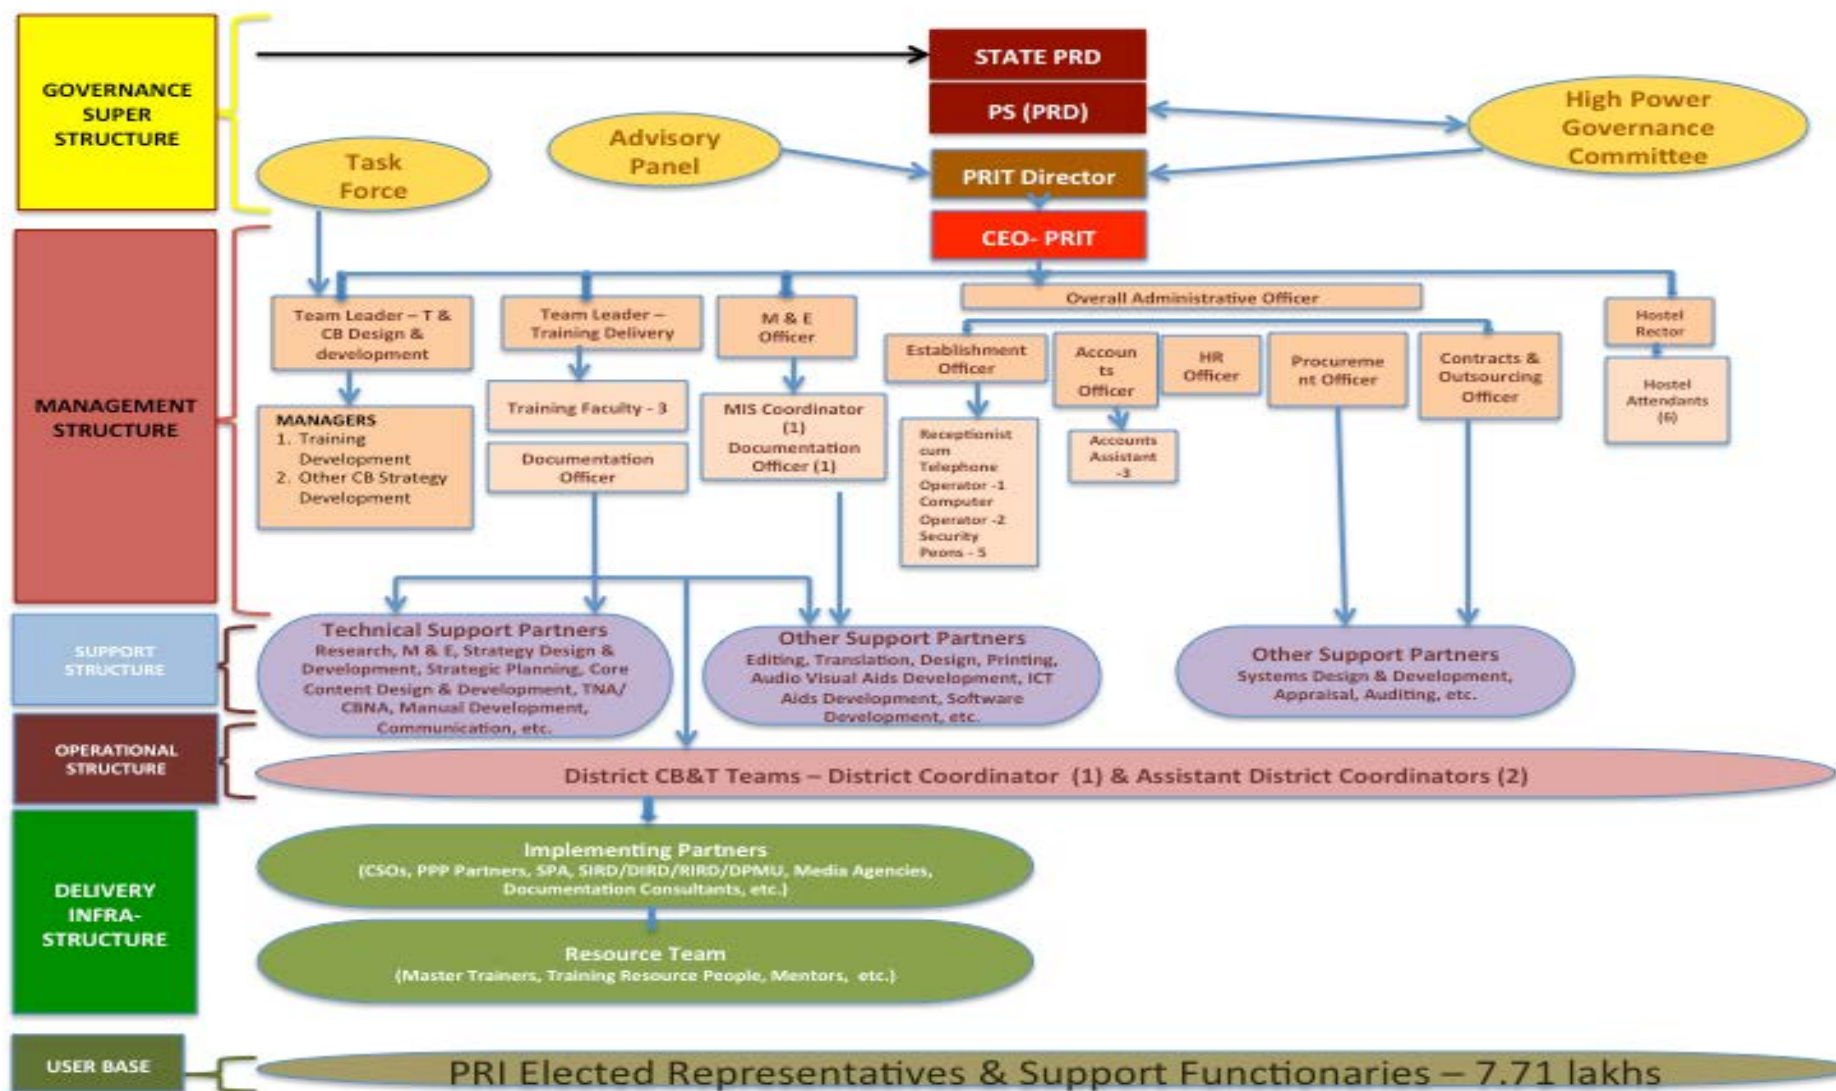 GOVERNANCE
SUPER
STRUCTURE
STATE PRD
PS (PRD)
High Power
Governance
Committee
Advisory
Panel
Task
Force
PRIT Director
CEO- PRIT
MANAGEMENT
STRUCTURE
Team Leader – T &
CB Design &
development
Team Leader –
Training Delivery
M & E
Officer
Overall Administrative Officer
Hostel
Rector
Establishment
Officer
Accoun
ts
Officer
HR
Officer
Procureme
nt Officer
Contracts &
Outsourcing
Officer
MANAGERS
1. Training
Development
2. Other CB Strategy
Development
Training Faculty - 3
Documentation
Officer
MIS Coordinator
(1)
Documentation
Officer (1)
Receptionist
cum
Telephone
Operator -1
Computer
Operator -2
Security
Peons - 5
Accounts
Assistant
-3
Hostel
Attendants
(6)
SUPPORT
STRUCTURE
Technical Support Partners
Research, M & E, Strategy Design &
Development, Strategic Planning, Core
Content Design & Development, TNA/
CBNA, Manual Development,
Communication, etc.
Other Support Partners
Editing, Translation, Design, Printing,
Audio Visual Aids Development, ICT
Aids Development, Software
Development, etc.
Other Support Partners
Systems Design & Development,
Appraisal, Auditing, etc.
OPERATIONAL
STRUCTURE
District CB&T Teams – District Coordinator (1) & Assistant District Coordinators (2)
DELIVERY
INFRA-
STRUCTURE
Implementing Partners
(CSOs, PPP Partners, SPA, SIRD/DIRD/RIRD/DPMU, Media Agencies,
Documentation Consultants, etc.)
Resource Team
(Master Trainers, Training Resource People, Mentors, etc.)
USER BASE
PRI Elected Representatives & Support Functionaries – 7.71 lakhs